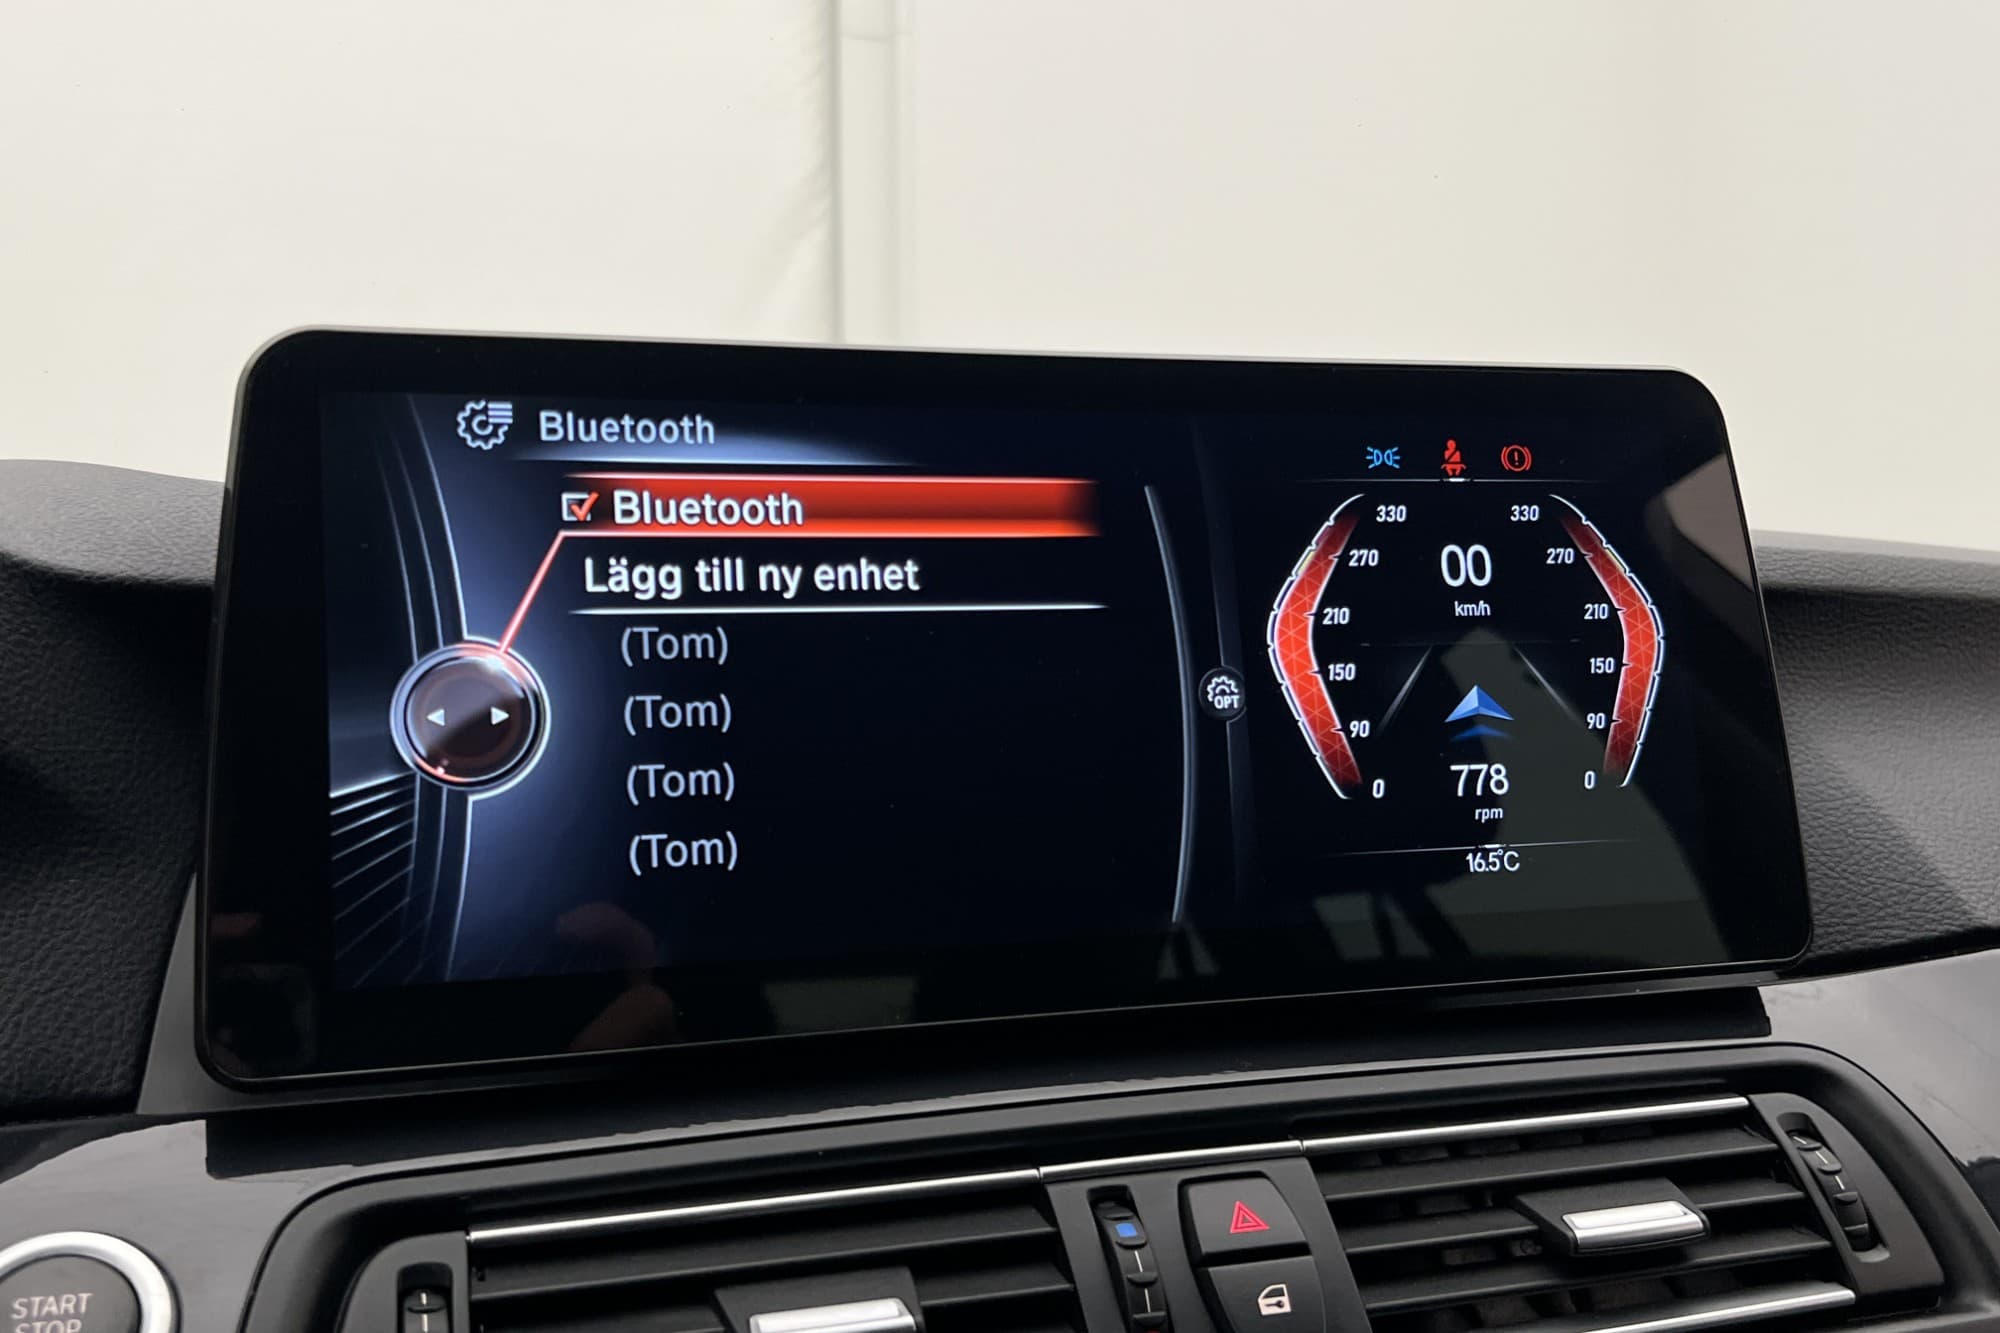 Bluetooth
Bluetooth
Lägg till ny enhet
(Tom)
(Tom)
(Tom)
(Tom)
OPT
330
270
210
150
90
0
00
km/h
778
rpm
16.5°C
330
270
210
150
90
0
START
STOP